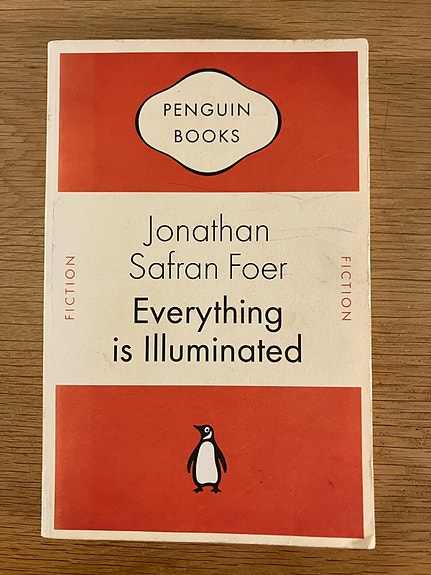 PENGUIN
BOOKS
Jonathan
Safran Foer
FICTION
FICTION
Everything
is Illuminated